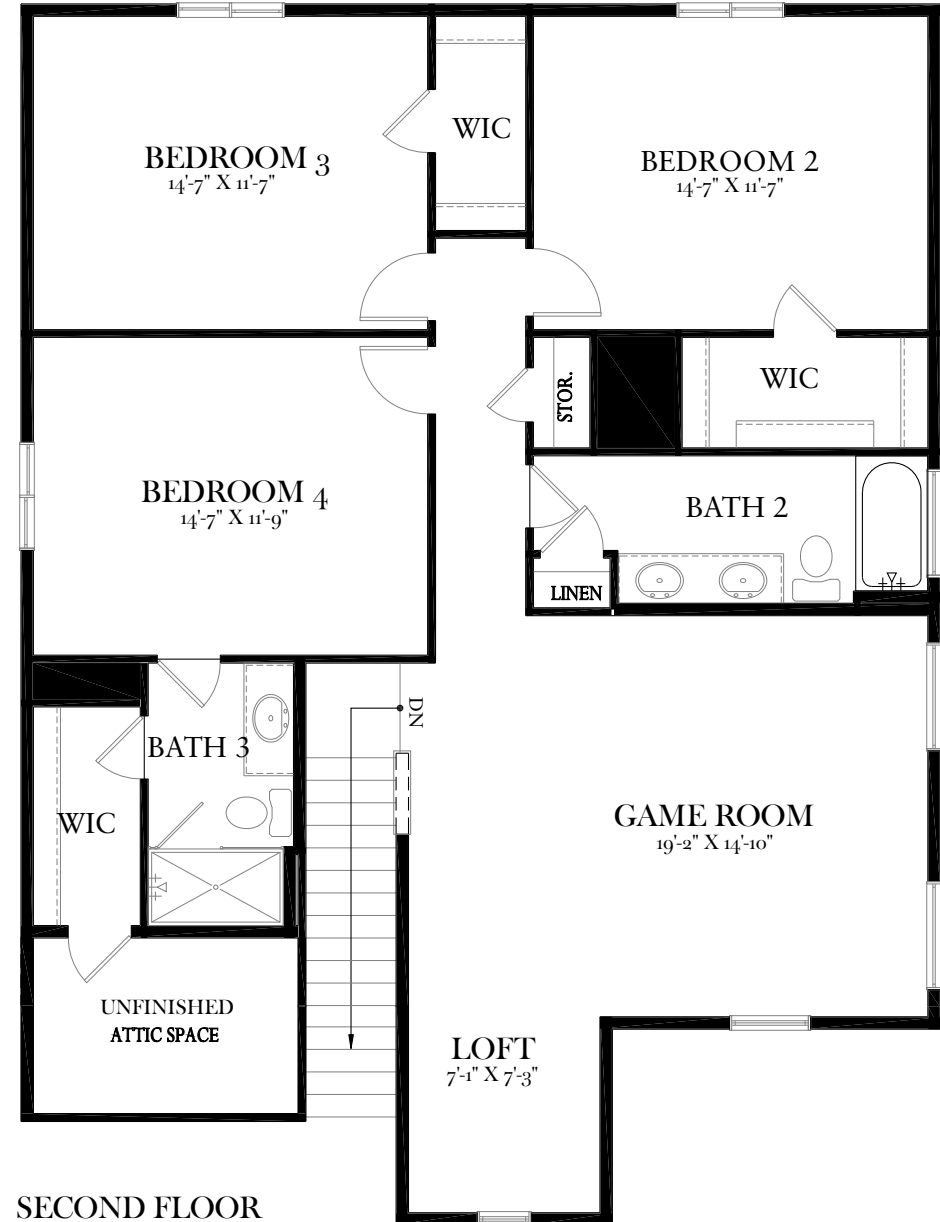 WIC
BEDROOM 3
14'-7" X 11'-7"
BEDROOM 2
14'-7" X 11'-7"
WIC
STOR.
BEDROOM 4
14'-7" X 11'-9"
BATH 2
LINEN
DN
BATH 3
WIC
GAME ROOM
19'-2" X 14'-10"
UNFINISHED
ATTIC SPACE
LOFT
7'-1" X 7'-3"
SECOND FLOOR